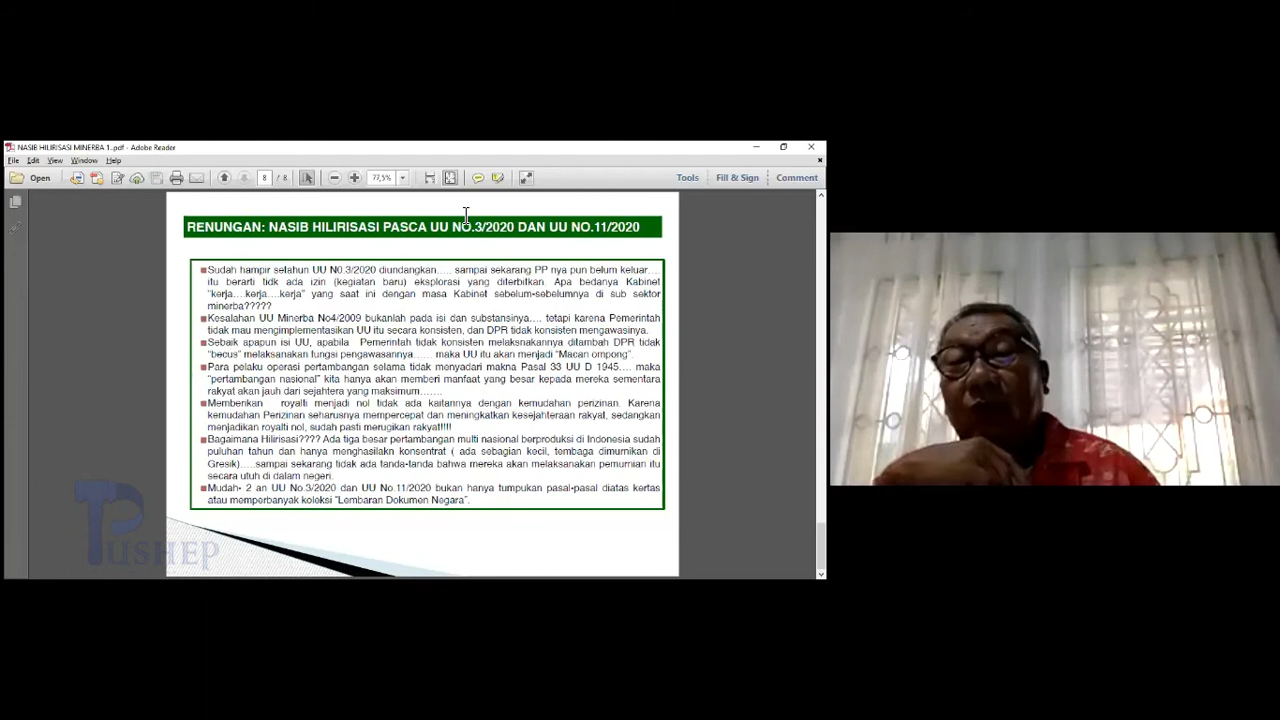 NASIB HILIRISASI MINERBA 1..pdf - Adobe Reader
File Edit View Window Help
Open 8 / 8 77,5% Tools Fill & Sign Comment
RENUNGAN: NASIB HILIRISASI PASCA UU NO.3/2020 DAN UU NO.11/2020
Sudah hampir setahun UU N0.3/2020 diundangkan….. sampai sekarang PP nya pun belum keluar….
itu berarti tidk ada izin (kegiatan baru) eksplorasi yang diterbitkan. Apa bedanya Kabinet
“kerja…kerja….kerja” yang saat ini dengan masa Kabinet sebelum-sebelumnya di sub sektor
minerba?????
Kesalahan UU Minerba No4/2009 bukanlah pada isi dan substansinya…. tetapi karena Pemerintah
tidak mau mengimplementasikan UU itu secara konsisten, dan DPR tidak konsisten mengawasinya.
Sebaik apapun isi UU, apabila Pemerintah tidak konsisten melaksnakannya ditambah DPR tidak
“becus” melaksanakan fungsi pengawasannya…… maka UU itu akan menjadi “Macan ompong”.
Para pelaku operasi pertambangan selama tidak menyadari makna Pasal 33 UU D 1945…. maka
“pertambangan nasional” kita hanya akan memberi manfaat yang besar kepada mereka sementara
rakyat akan jauh dari sejahtera yang maksimum…….
Memberikan royalti menjadi nol tidak ada kaitannya dengan kemudahan perizinan. Karena
kemudahan Perizinan seharusnya mempercepat dan meningkatkan kesejahteraan rakyat, sedangkan
menjadikan royalti nol, sudah pasti merugikan rakyat!!!!
Bagaimana Hilirisasi???? Ada tiga besar pertambangan multi nasional berproduksi di Indonesia sudah
puluhan tahun dan hanya menghasilakn konsentrat ( ada sebagian kecil, tembaga dimurnikan di
Gresik)…..sampai sekarang tidak ada tanda-tanda bahwa mereka akan melaksanakan pemurnian itu
secara utuh di dalam negeri.
Mudah- 2 an UU No.3/2020 dan UU No.11/2020 bukan hanya tumpukan pasal-pasal diatas kertas
atau memperbanyak koleksi “Lembaran Dokumen Negara”.
PUSHEP